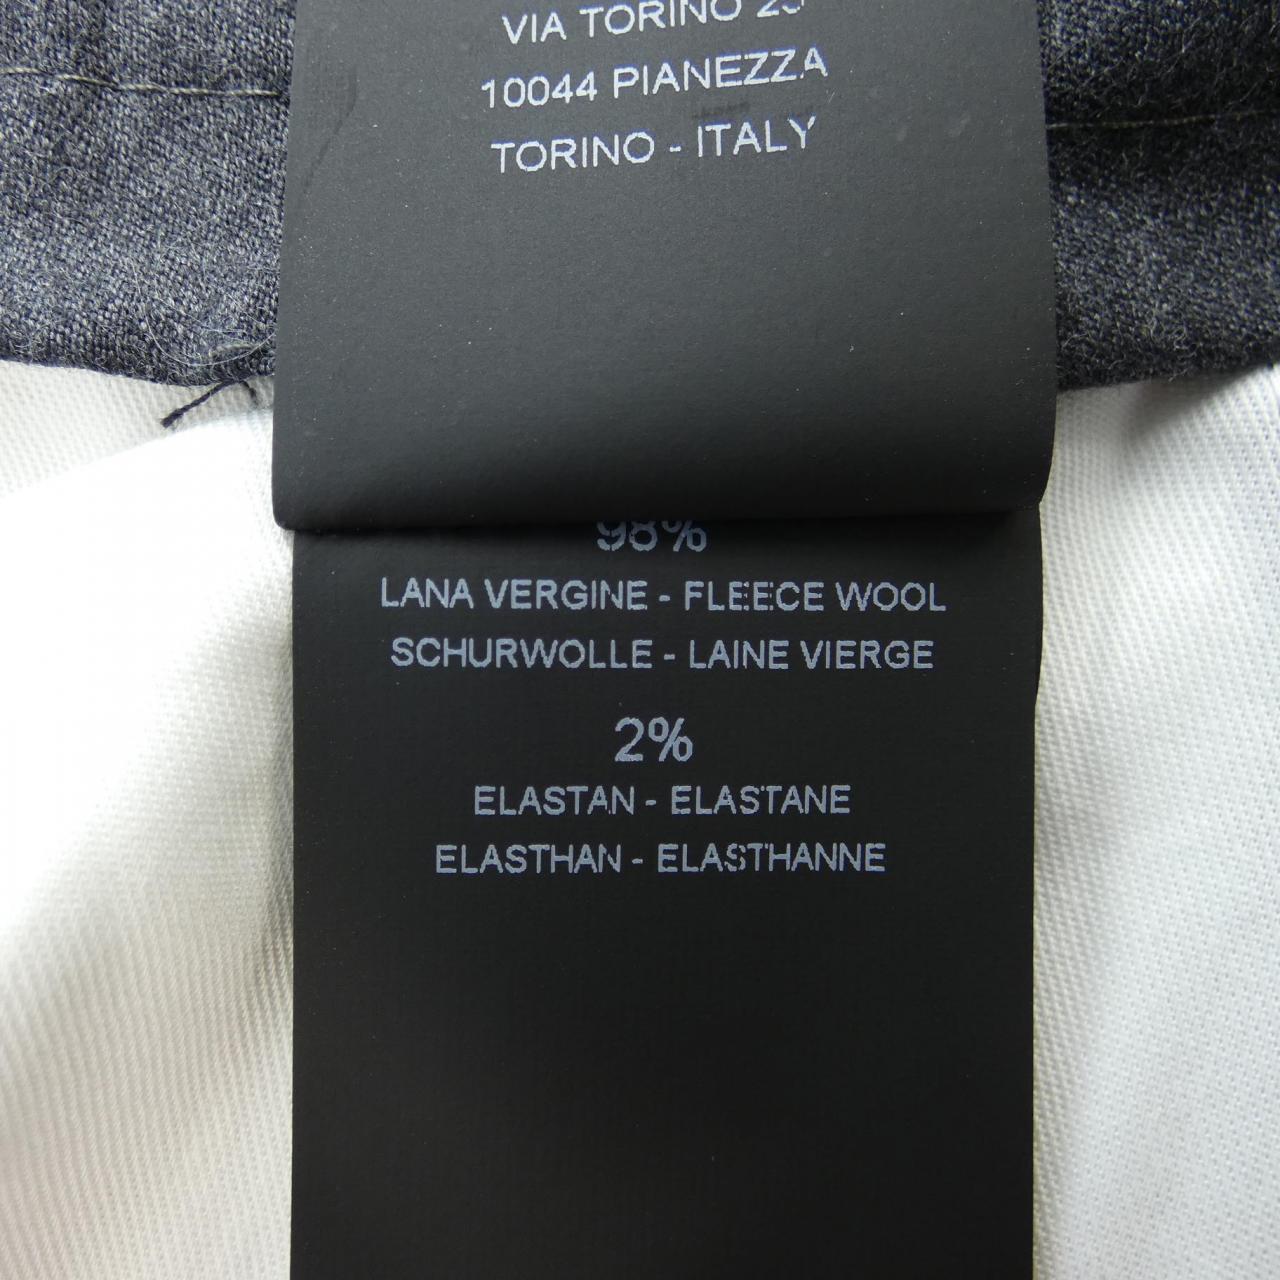 VIA TORINO 25
10044 PIANEZZA
TORINO - ITALY
98%
LANA VERGINE - FLEECE WOOL
SCHURWOLLE - LAINE VIERGE
2%
ELASTAN - ELASTANE
ELASTHAN - ELASTHANNE